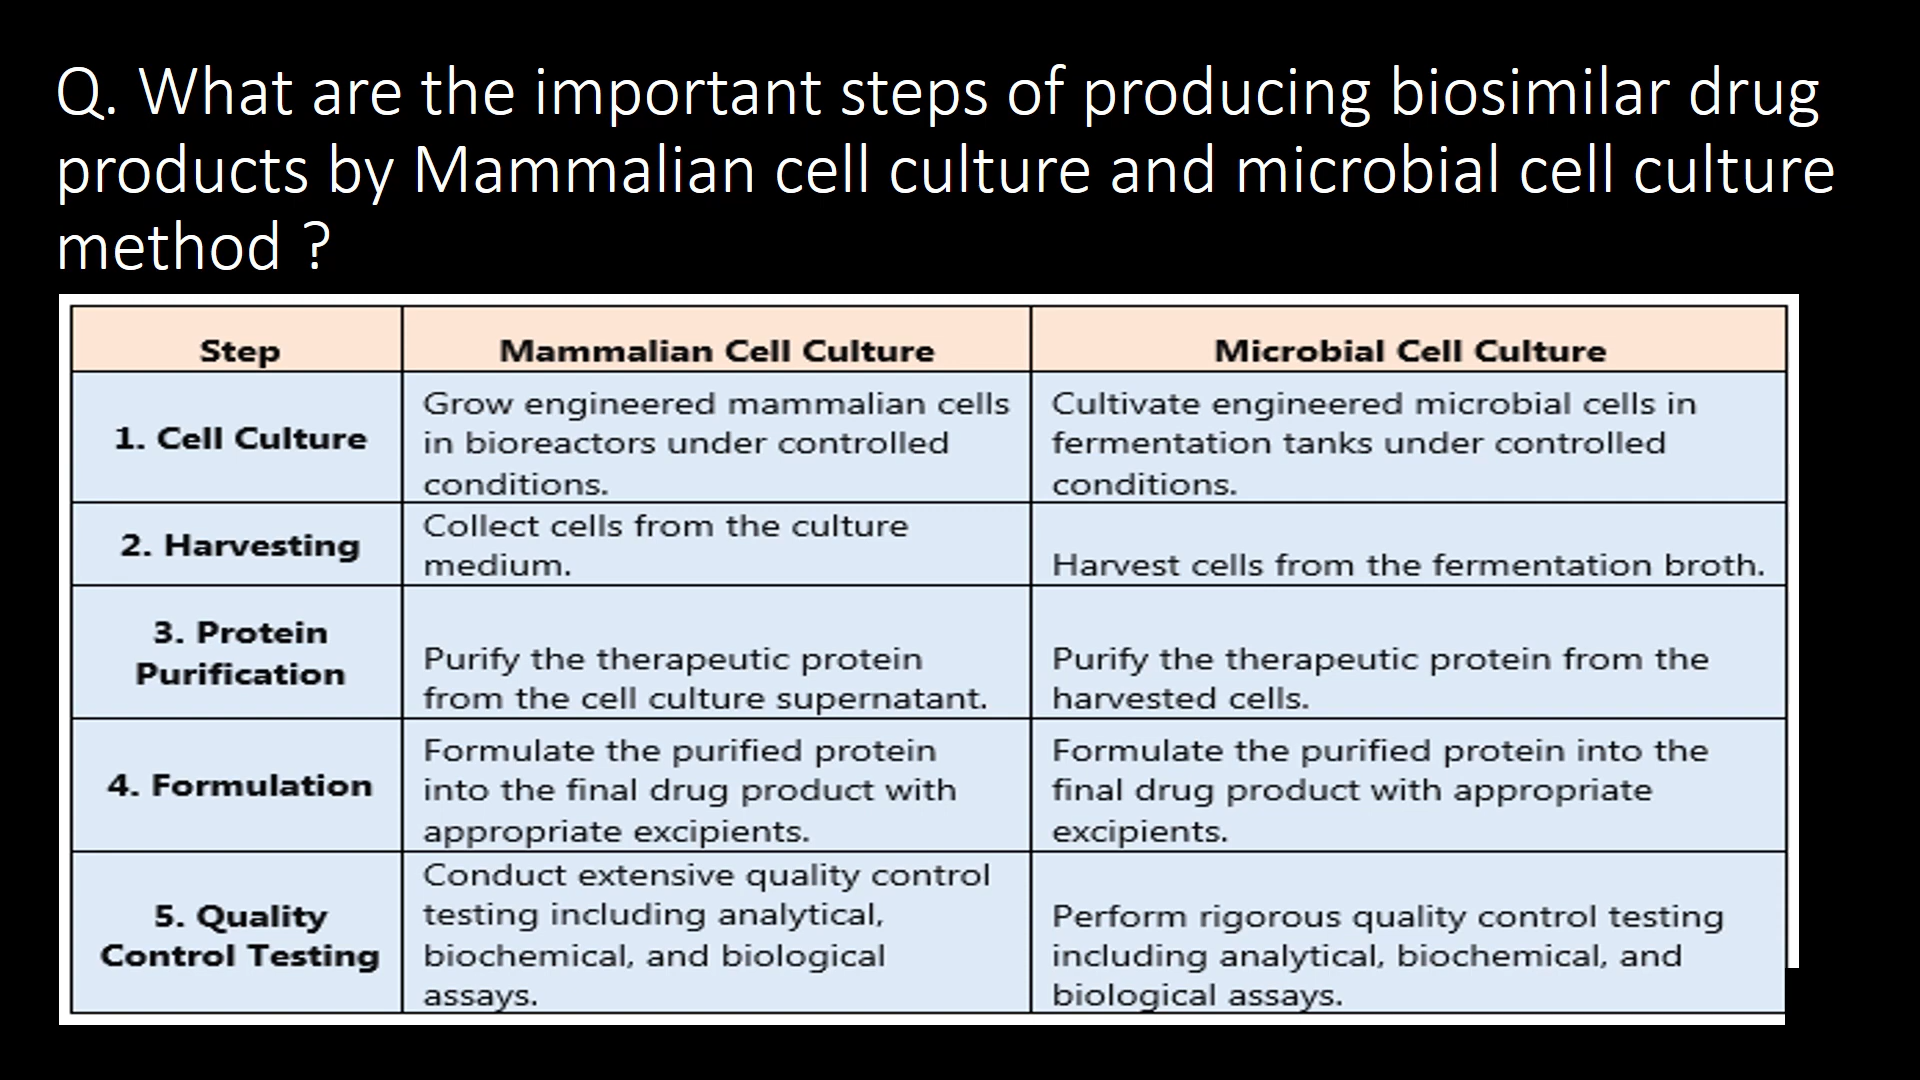 Q. What are the important steps of producing biosimilar drug
products by Mammalian cell culture and microbial cell culture
method ?
Step
Mammalian Cell Culture
Microbial Cell Culture
1. Cell Culture
Grow engineered mammalian cells
in bioreactors under controlled
conditions.
Cultivate engineered microbial cells in
fermentation tanks under controlled
conditions.
2. Harvesting
Collect cells from the culture
medium.
Harvest cells from the fermentation broth.
3. Protein
Purification
Purify the therapeutic protein
from the cell culture supernatant.
Purify the therapeutic protein from the
harvested cells.
4. Formulation
Formulate the purified protein
into the final drug product with
appropriate excipients.
Formulate the purified protein into the
final drug product with appropriate
excipients.
5. Quality
Control Testing
Conduct extensive quality control
testing including analytical,
biochemical, and biological
assays.
Perform rigorous quality control testing
including analytical, biochemical, and
biological assays.